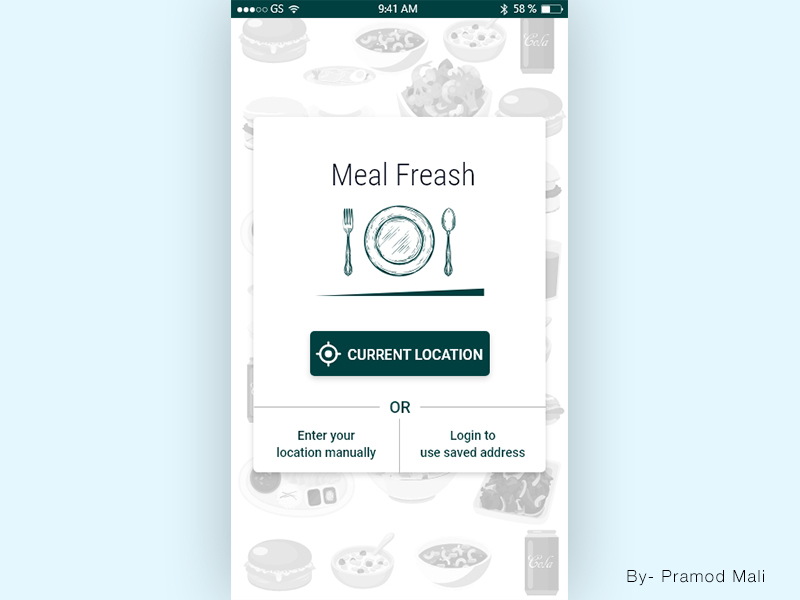 GS 9:41 AM 58 %
Cola
Meal Freash
CURRENT LOCATION
OR
Enter your
location manually
Login to
use saved address
Cola
By- Pramod Mali